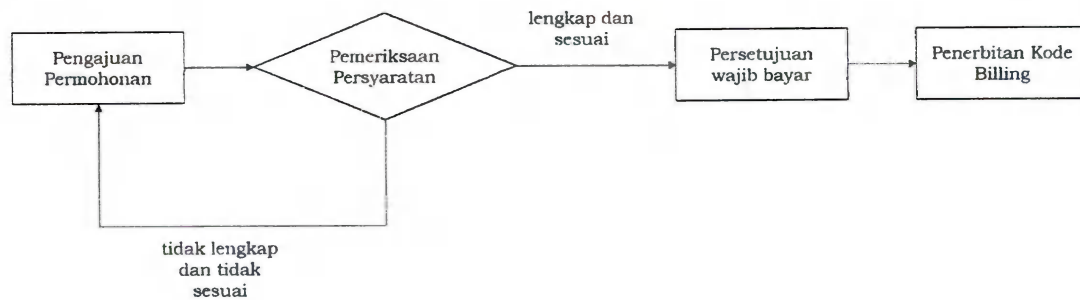 Pengajuan
Permohonan
Pemeriksaan
Persyaratan
lengkap dan
sesuai
Persetujuan
wajib bayar
Penerbitan Kode
Billing
tidak lengkap
dan tidak
sesuai